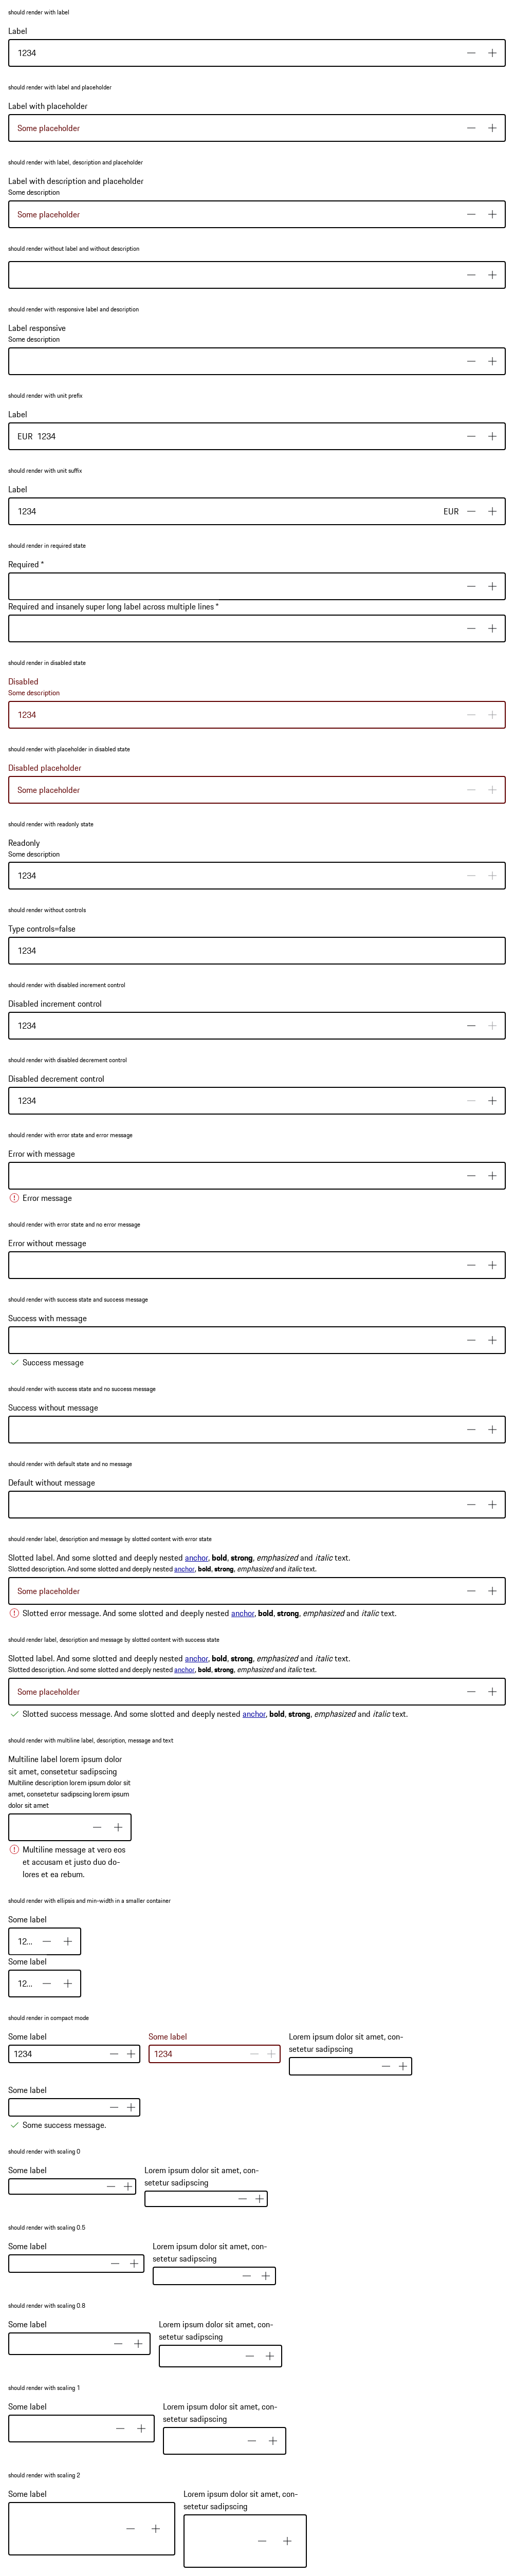 should render with label
Label
1234
should render with label and placeholder
Label with placeholder
Some placeholder
should render with label, description and placeholder
Label with description and placeholder
Some description
Some placeholder
should render without label and without description
should render with responsive label and description
Label responsive
Some description
should render with unit prefix
Label
EUR 1234
should render with unit suffix
Label
1234 EUR
should render in required state
Required *
Required and insanely super long label across multiple lines *
should render in disabled state
Disabled
Some description
1234
should render with placeholder in disabled state
Disabled placeholder
Some placeholder
should render with readonly state
Readonly
Some description
1234
should render without controls
Type controls=false
1234
should render with disabled increment control
Disabled increment control
1234
should render with disabled decrement control
Disabled decrement control
1234
should render with error state and error message
Error with message
Error message
should render with error state and no error message
Error without message
should render with success state and success message
Success with message
Success message
should render with success state and no success message
Success without message
should render with default state and no message
Default without message
should render label, description and message by slotted content with error state
Slotted label. And some slotted and deeply nested anchor, bold, strong, emphasized and italic text.
Slotted description. And some slotted and deeply nested anchor, bold, strong, emphasized and italic text.
Some placeholder
Slotted error message. And some slotted and deeply nested anchor, bold, strong, emphasized and italic text.
should render label, description and message by slotted content with success state
Slotted label. And some slotted and deeply nested anchor, bold, strong, emphasized and italic text.
Slotted description. And some slotted and deeply nested anchor, bold, strong, emphasized and italic text.
Some placeholder
Slotted success message. And some slotted and deeply nested anchor, bold, strong, emphasized and italic text.
should render with multiline label, description, message and text
Multiline label lorem ipsum dolor
sit amet, consetetur sadipscing
Multiline description lorem ipsum dolor sit
amet, consetetur sadipscing lorem ipsum
dolor sit amet
Multiline message at vero eos
et accusam et justo duo do-
lores et ea rebum.
should render with ellipsis and min-width in a smaller container
Some label
12...
Some label
12...
should render in compact mode
Some label
1234
Some label
1234
Lorem ipsum dolor sit amet, con-
setetur sadipscing
Some label
Some success message.
should render with scaling 0
Some label
Lorem ipsum dolor sit amet, con-
setetur sadipscing
should render with scaling 0.5
Some label
Lorem ipsum dolor sit amet, con-
setetur sadipscing
should render with scaling 0.8
Some label
Lorem ipsum dolor sit amet, con-
setetur sadipscing
should render with scaling 1
Some label
Lorem ipsum dolor sit amet, con-
setetur sadipscing
should render with scaling 2
Some label
Lorem ipsum dolor sit amet, con-
setetur sadipscing